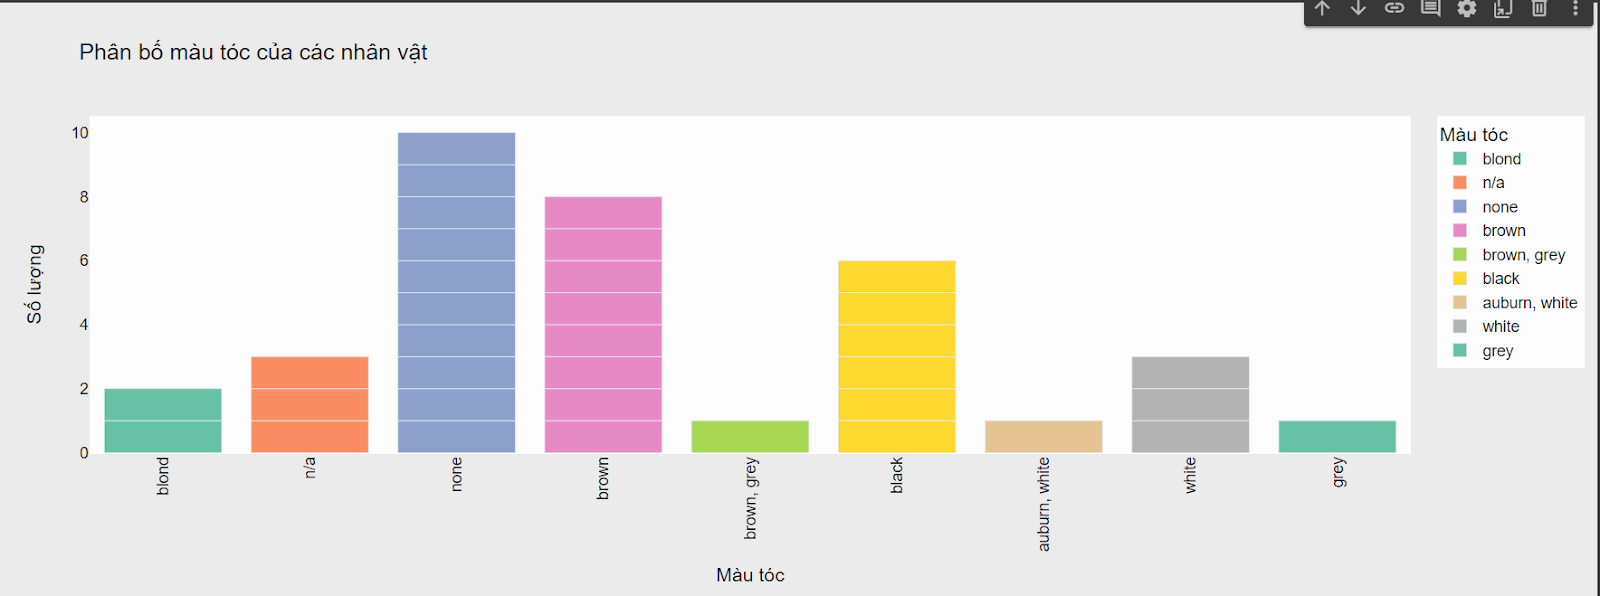 Phân bố màu tóc của các nhân vật
Số lượng
10
8
6
4
2
0
blond
n/a
none
brown
brown, grey
black
auburn, white
white
grey
Màu tóc
Màu tóc
blond
n/a
none
brown
brown, grey
black
auburn, white
white
grey